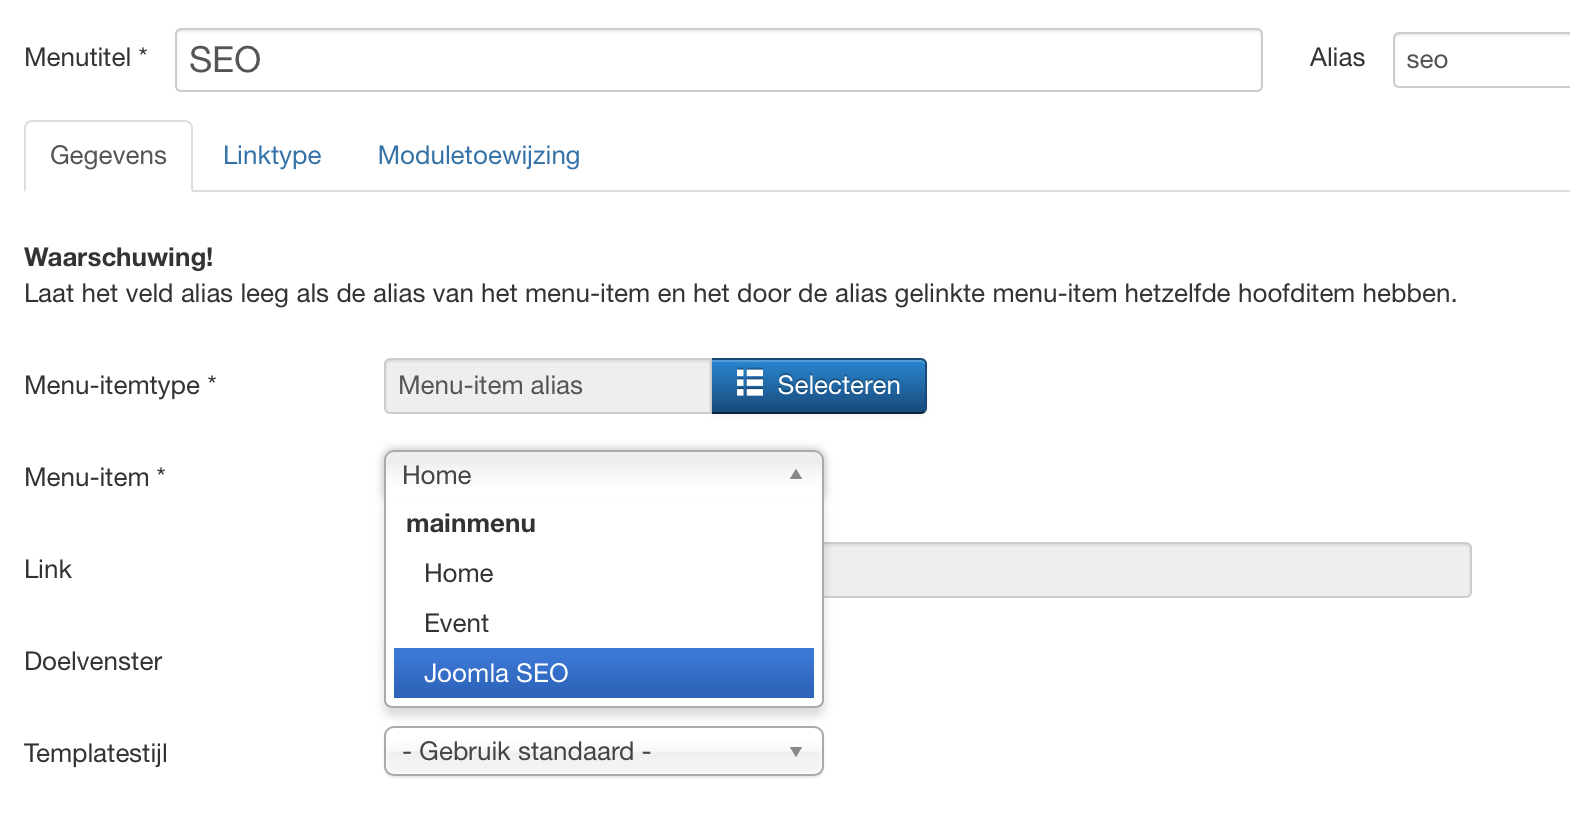 Menutitel * SEO Alias seo
Gegevens Linktype Moduletoewijzing
Waarschuwing!
Laat het veld alias leeg als de alias van het menu-item en het door de alias gelinkte menu-item hetzelfde hoofditem hebben.
Menu-itemtype * Menu-item alias Selecteren
Menu-item * Home
mainmenu
Link
Home
Event
Doelvenster
Joomla SEO
Templatestijl - Gebruik standaard -